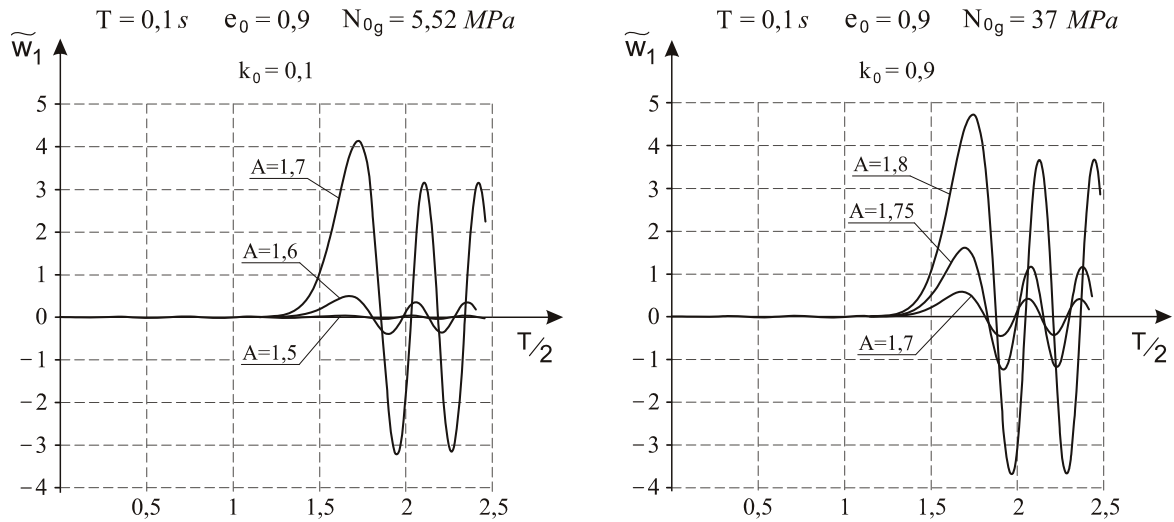 T = 0,1 s e₀ = 0,9 N₀g = 5,52 MPa
w̃₁
k₀ = 0,1
5
4
3
2
1
0
−1
−2
−3
−4
A=1,7
A=1,6
A=1,5
T/2
0,5
1
1,5
2
2,5
T = 0,1 s e₀ = 0,9 N₀g = 37 MPa
w̃₁
k₀ = 0,9
5
4
3
2
1
0
−1
−2
−3
−4
A=1,8
A=1,75
A=1,7
T/2
0,5
1
1,5
2
2,5